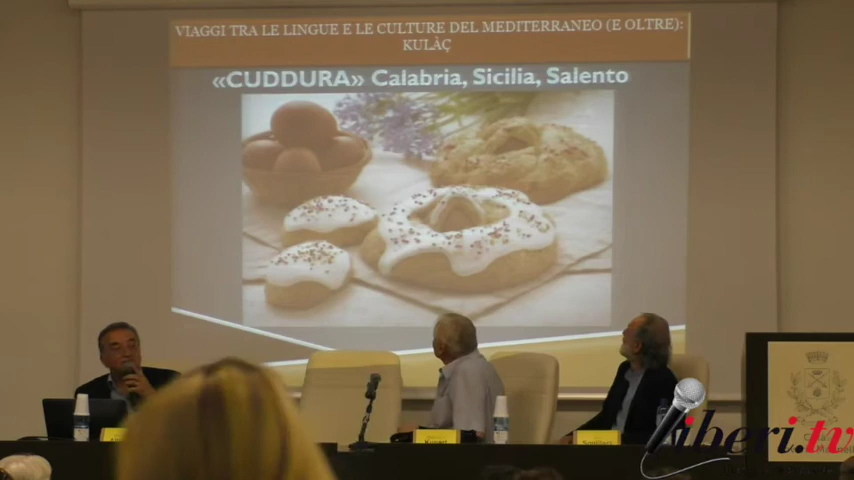 VIAGGI TRA LE LINGUE E LE CULTURE DEL MEDITERRANEO (E OLTRE):
KULÀÇ
«CUDDURA» Calabria, Sicilia, Salento
liberi.tv